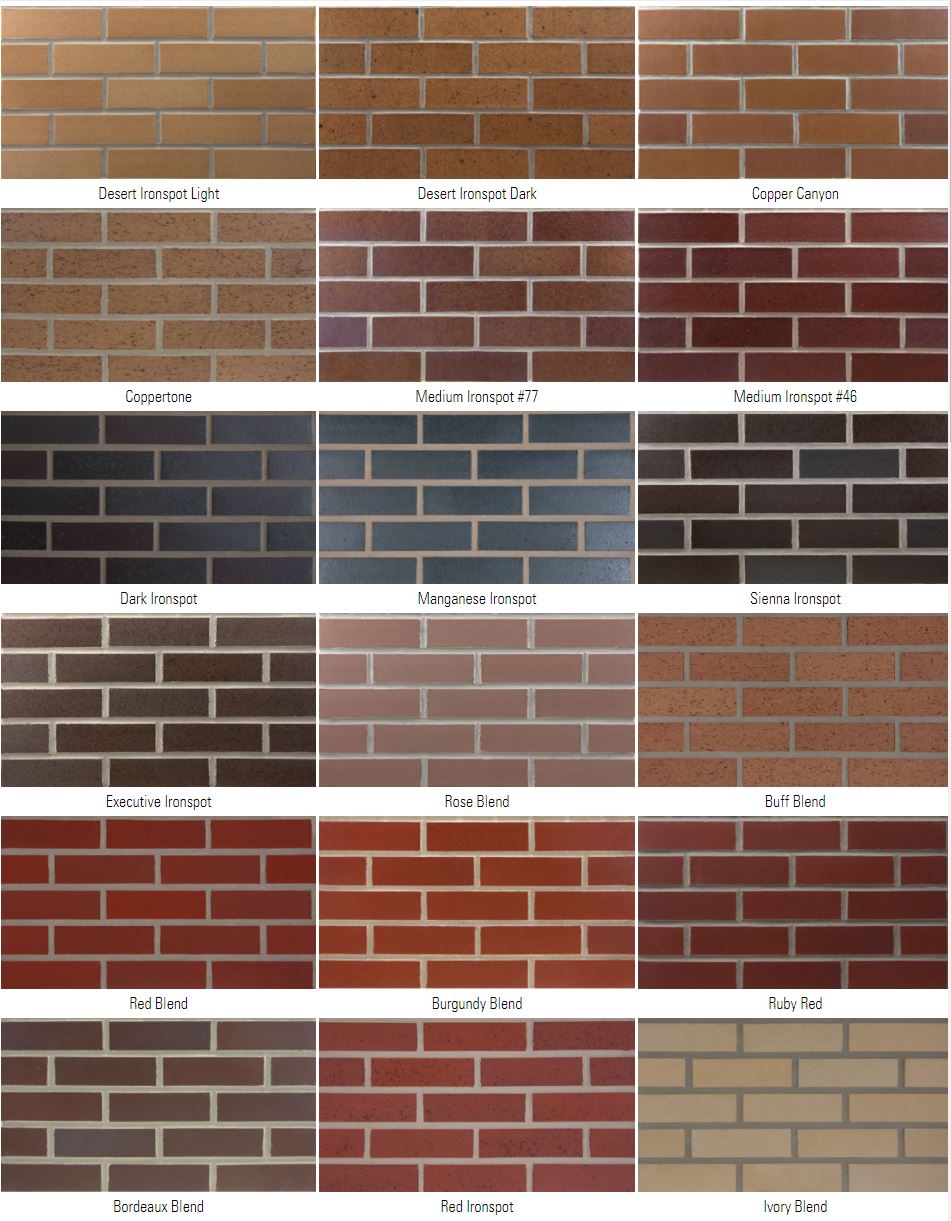 Desert Ironspot Light
Desert Ironspot Dark
Copper Canyon
Coppertone
Medium Ironspot #77
Medium Ironspot #46
Dark Ironspot
Manganese Ironspot
Sienna Ironspot
Executive Ironspot
Rose Blend
Buff Blend
Red Blend
Burgundy Blend
Ruby Red
Bordeaux Blend
Red Ironspot
Ivory Blend